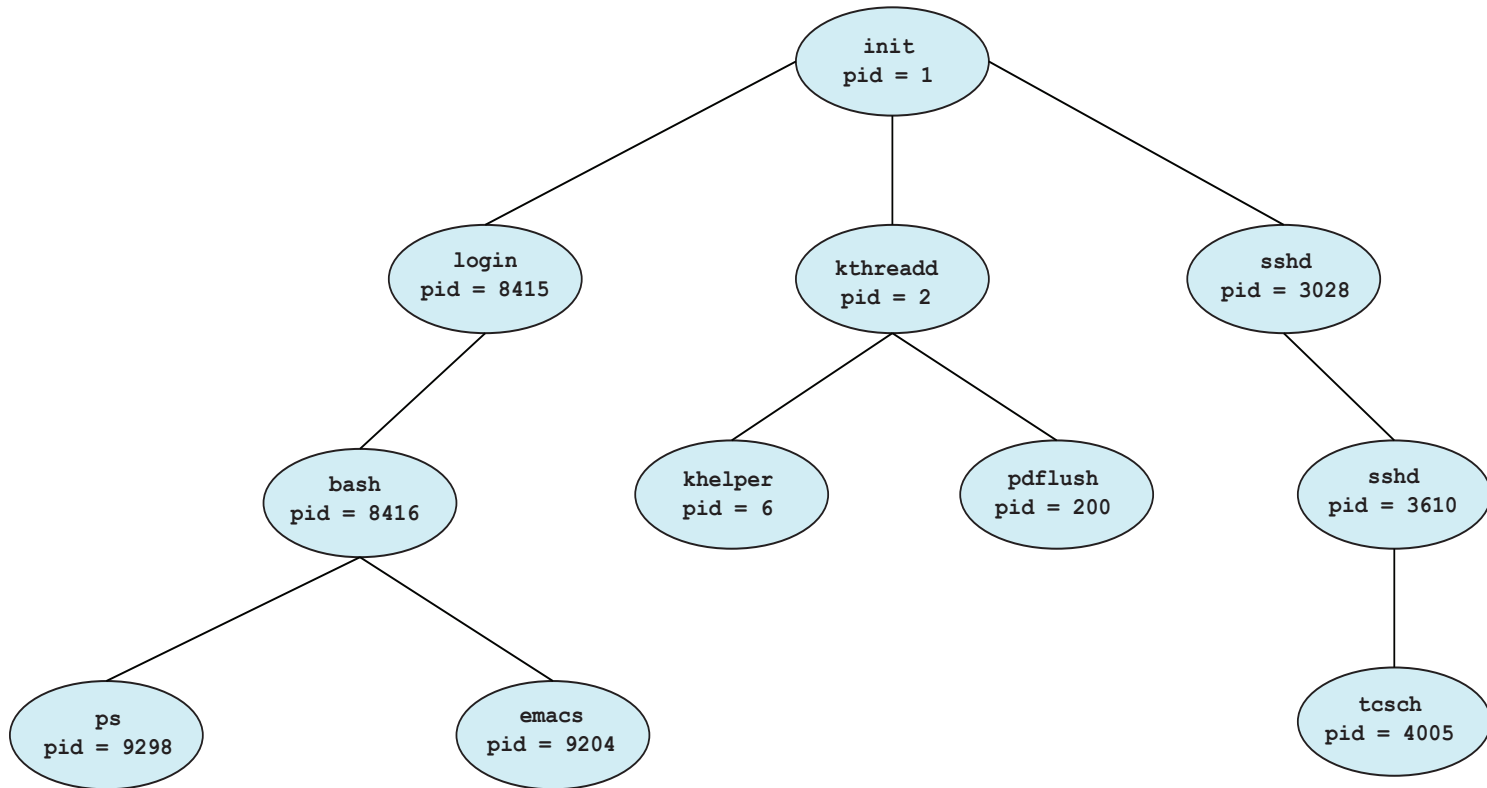 init
pid = 1
login
pid = 8415
kthreadd
pid = 2
sshd
pid = 3028
bash
pid = 8416
khelper
pid = 6
pdflush
pid = 200
sshd
pid = 3610
ps
pid = 9298
emacs
pid = 9204
tcsch
pid = 4005